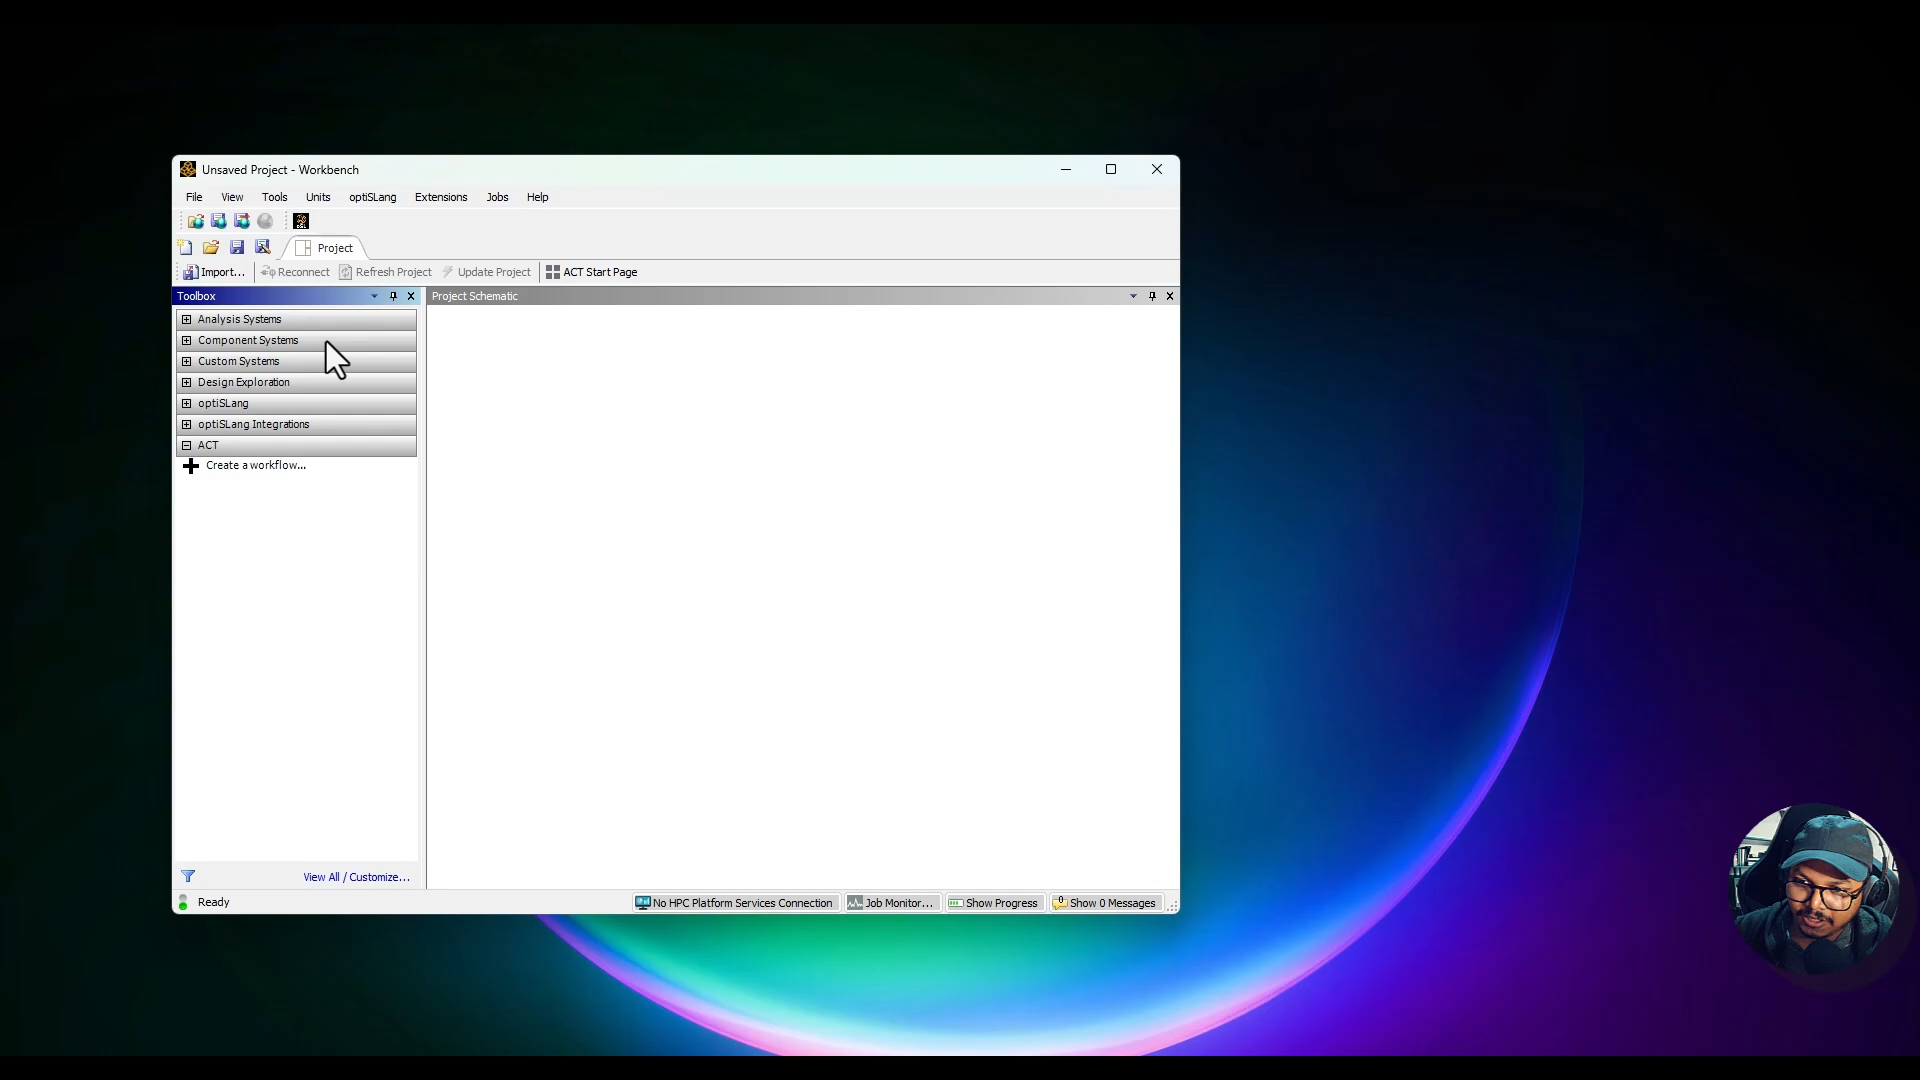 Unsaved Project - Workbench
File View Tools Units optiSLang Extensions Jobs Help
Project
Import... Reconnect Refresh Project Update Project ACT Start Page
Toolbox
Project Schematic
Analysis Systems
Component Systems
Custom Systems
Design Exploration
optiSLang
optiSLang Integrations
ACT
Create a workflow...
View All / Customize...
Ready
No HPC Platform Services Connection Job Monitor... Show Progress Show 0 Messages